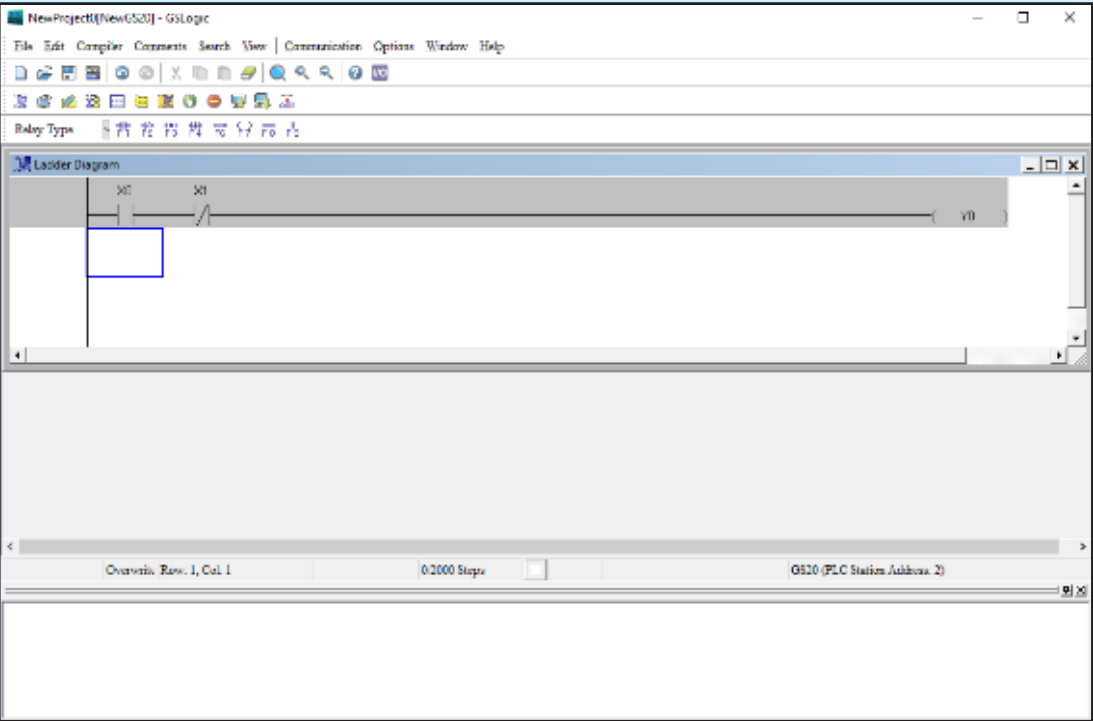 NewProject0[NewGS20] - GSLogic
File Edit Compiler Comments Search View Communication Options Window Help
I/O
Relay Type
Ladder Diagram
X0 X1
Y0
Overwrite Row: 1, Col. 1 0/2000 Steps GS20 (PLC Station Address: 2)